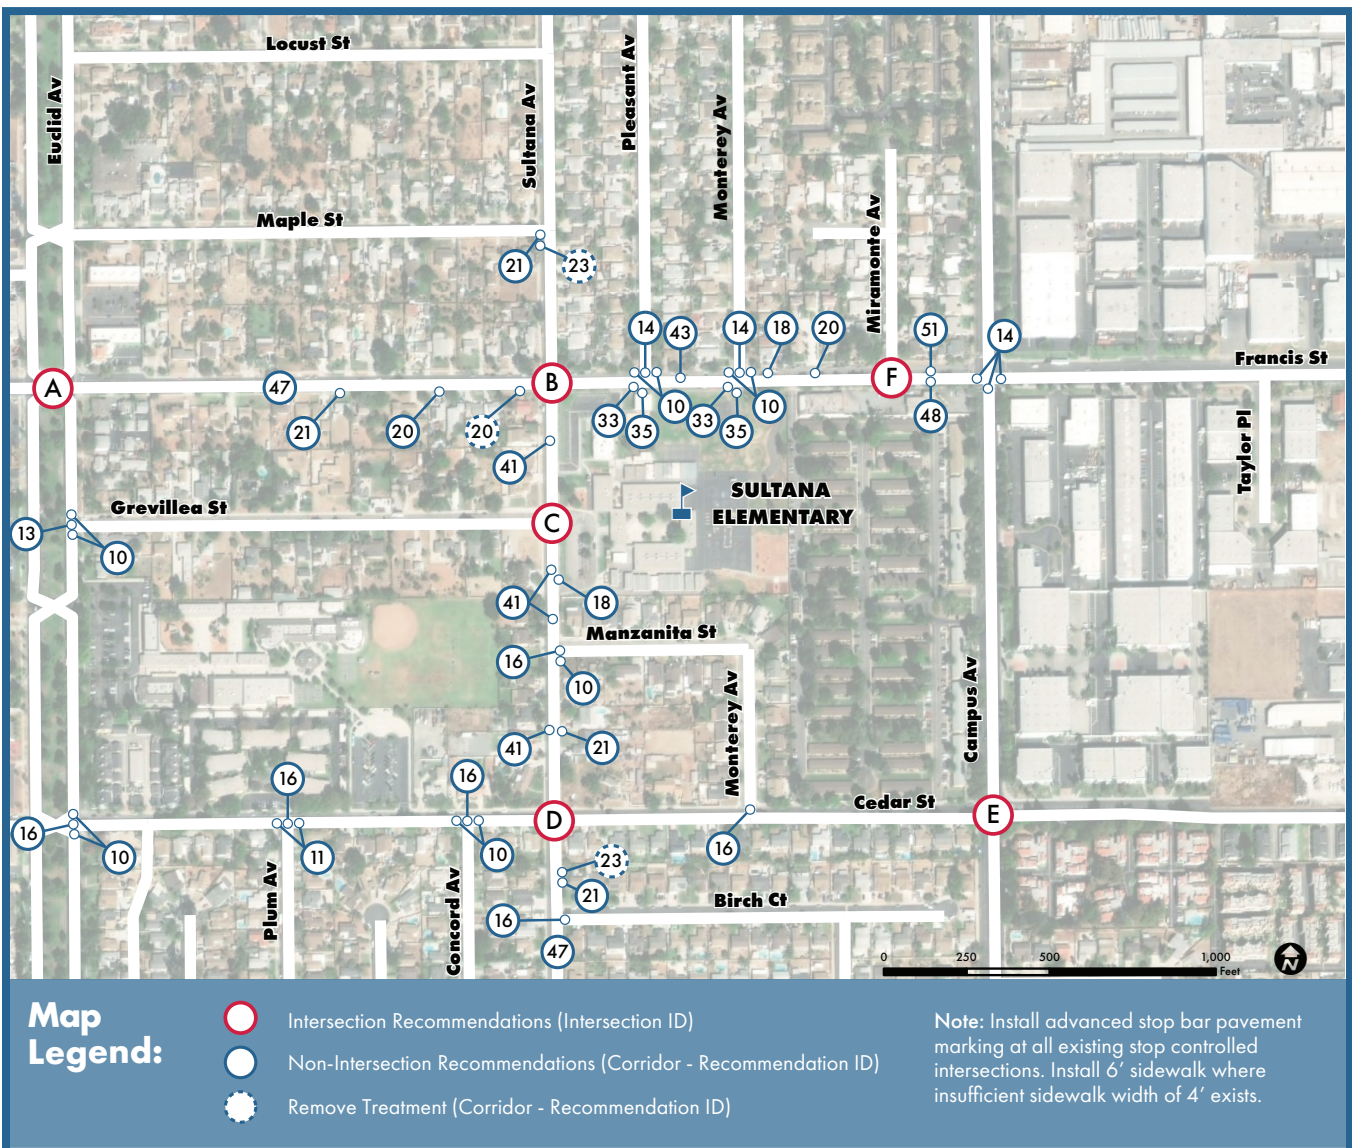 Locust St
Euclid Av
Sultana Av
Pleasant Av
Monterey Av
Maple St
Miramonte Av
21
23
14
43
14
18
20
51
14
Francis St
A
47
B
F
21
20
20
33
35
10
33
35
10
48
41
Taylor Pl
SULTANA
ELEMENTARY
Grevillea St
C
13
10
41
18
Manzanita St
16
10
Monterey Av
Campus Av
41
21
16
16
Cedar St
D
E
16
10
11
10
16
23
21
Plum Av
Concord Av
Birch Ct
16
47
0
250
500
1,000
Feet
N
Map
Legend:
Intersection Recommendations (Intersection ID)
Non-Intersection Recommendations (Corridor - Recommendation ID)
Remove Treatment (Corridor - Recommendation ID)
Note: Install advanced stop bar pavement
marking at all existing stop controlled
intersections. Install 6’ sidewalk where
insufficient sidewalk width of 4’ exists.